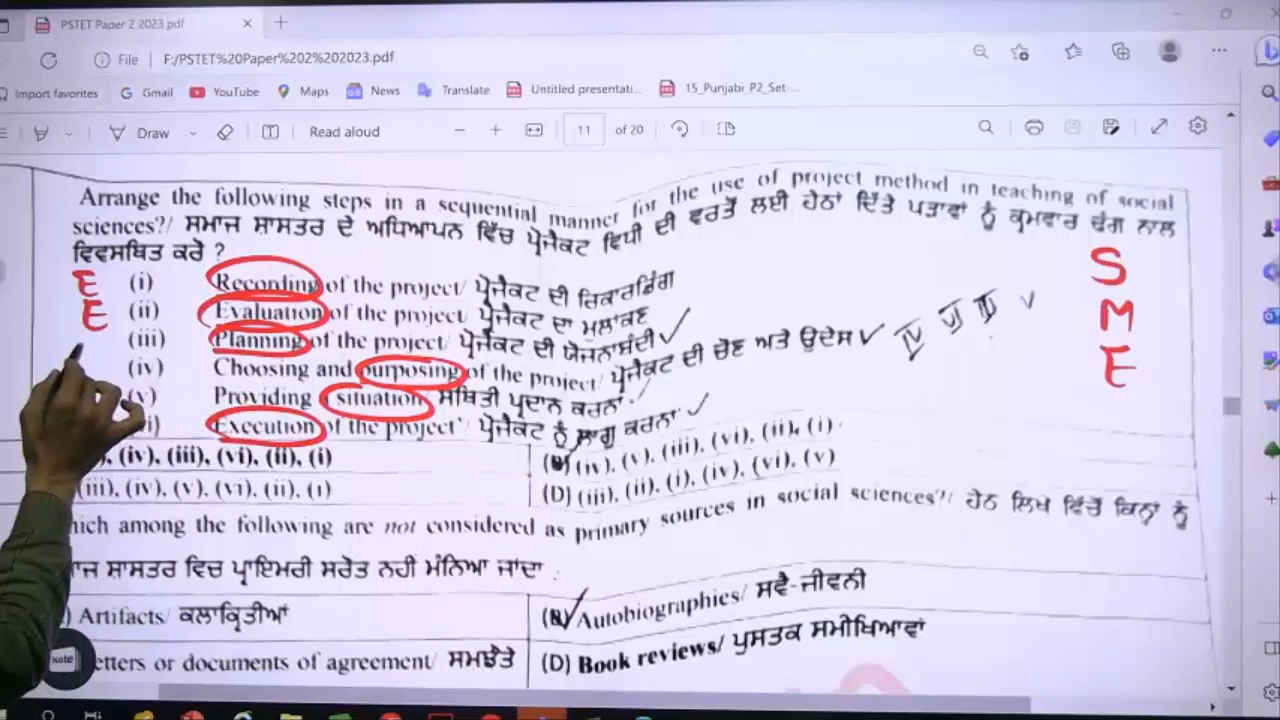 PSTET Paper 2 2023.pdf
File F:/PSTET%20Paper%202%202023.pdf
Import favorites Gmail YouTube Maps News Translate Untitled presentati... 15_Punjabi_P2_Set-...
Draw Read aloud 11 of 20
Arrange the following steps in a sequential manner for the use of project method in teaching of social
sciences?/ ਸਮਾਜ ਸ਼ਾਸਤਰ ਦੇ ਅਧਿਆਪਨ ਵਿੱਚ ਪ੍ਰੋਜੈਕਟ ਵਿਧੀ ਦੀ ਵਰਤੋਂ ਲਈ ਹੇਠਾਂ ਦਿੱਤੇ ਪੜਾਵਾਂ ਨੂੰ ਕ੍ਰਮਵਾਰ ਢੰਗ ਨਾਲ
ਵਿਵਸਥਿਤ ਕਰੋ ?
E (i) Recording of the project/ ਪ੍ਰੋਜੈਕਟ ਦੀ ਰਿਕਾਰਡਿੰਗ
E (ii) Evaluation of the project/ ਪ੍ਰੋਜੈਕਟ ਦਾ ਮੁਲਾਂਕਣ
(iii) Planning of the project/ ਪ੍ਰੋਜੈਕਟ ਦੀ ਯੋਜਨਾਬੰਦੀ
(iv) Choosing and purposing of the project/ ਪ੍ਰੋਜੈਕਟ ਦੀ ਚੋਣ ਅਤੇ ਉਦੇਸ਼
(v) Providing situation/ ਸਥਿਤੀ ਪ੍ਰਦਾਨ ਕਰਨਾ
Execution of the project/ ਪ੍ਰੋਜੈਕਟ ਨੂੰ ਲਾਗੂ ਕਰਨਾ
S
M
E
(iv), (iii), (vi), (ii), (i)
(B) (iv), (v), (iii), (vi), (ii), (i)
(iii), (iv), (v), (vi), (ii), (i)
(D) (iii), (ii), (i), (iv), (vi), (v)
hich among the following are not considered as primary sources in social sciences?/ ਹੇਠ ਲਿਖੇ ਵਿੱਚੋਂ ਕਿਨ੍ਹਾਂ ਨੂੰ
ਸ਼ਾਸਤਰ ਵਿਚ ਪ੍ਰਾਇਮਰੀ ਸਰੋਤ ਨਹੀਂ ਮੰਨਿਆ ਜਾਂਦਾ
Artifacts/ ਕਲਾਕ੍ਰਿਤੀਆਂ
(B) Autobiographies/ ਸਵੈ-ਜੀਵਨੀ
etters or documents of agreement/ ਸਮਝੌਤੇ
(D) Book reviews/ ਪੁਸਤਕ ਸਮੀਖਿਆਵਾਂ
Note